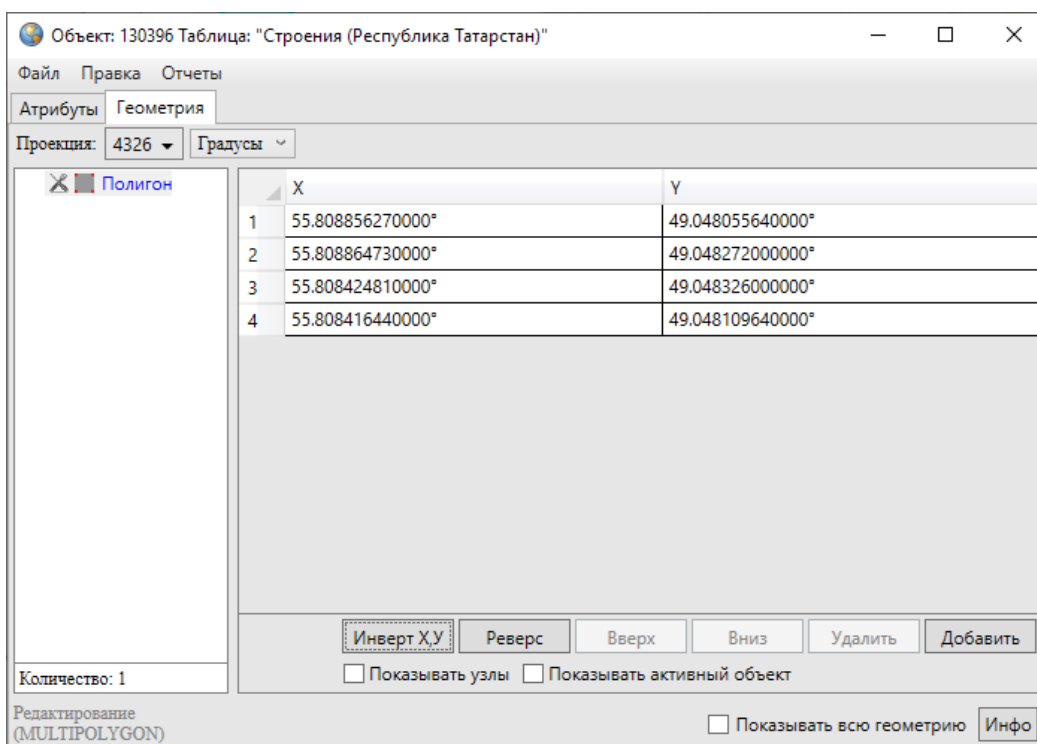 Объект: 130396 Таблица: "Строения (Республика Татарстан)"
Файл Правка Отчеты
Атрибуты Геометрия
Проекция: 4326 Градусы
Полигон
X Y
1 55.808856270000° 49.048055640000°
2 55.808864730000° 49.048272000000°
3 55.808424810000° 49.048326000000°
4 55.808416440000° 49.048109640000°
Инверт X,У Реверс Вверх Вниз Удалить Добавить
Показывать узлы Показывать активный объект
Количество: 1
Редактирование
(MULTIPOLYGON)
Показывать всю геометрию Инфо